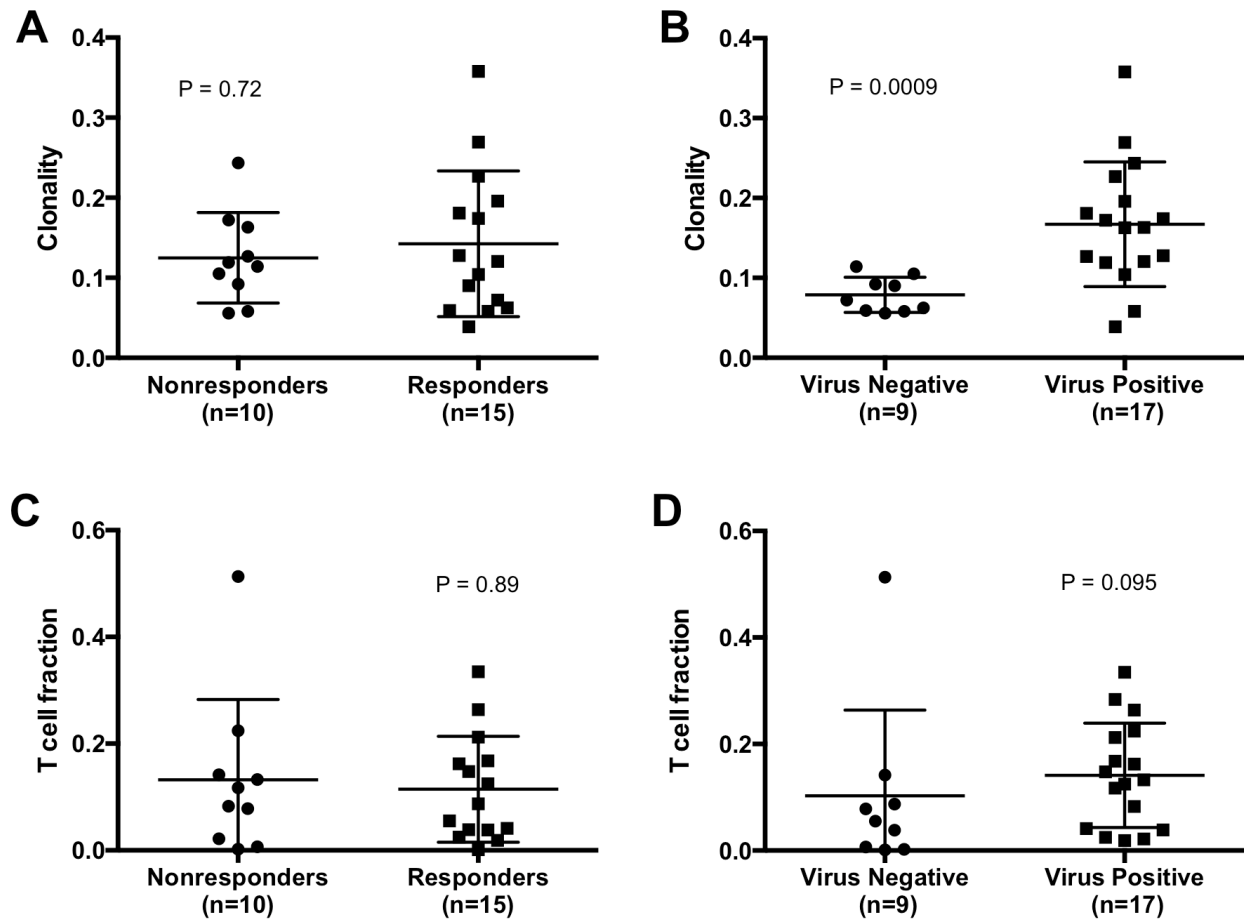 A
0.4
0.3
0.2
0.1
0.0
Clonality
P = 0.72
Nonresponders
(n=10)
Responders
(n=15)
B
0.4
0.3
0.2
0.1
0.0
Clonality
P = 0.0009
Virus Negative
(n=9)
Virus Positive
(n=17)
C
0.6
0.4
0.2
0.0
T cell fraction
P = 0.89
Nonresponders
(n=10)
Responders
(n=15)
D
0.6
0.4
0.2
0.0
T cell fraction
P = 0.095
Virus Negative
(n=9)
Virus Positive
(n=17)